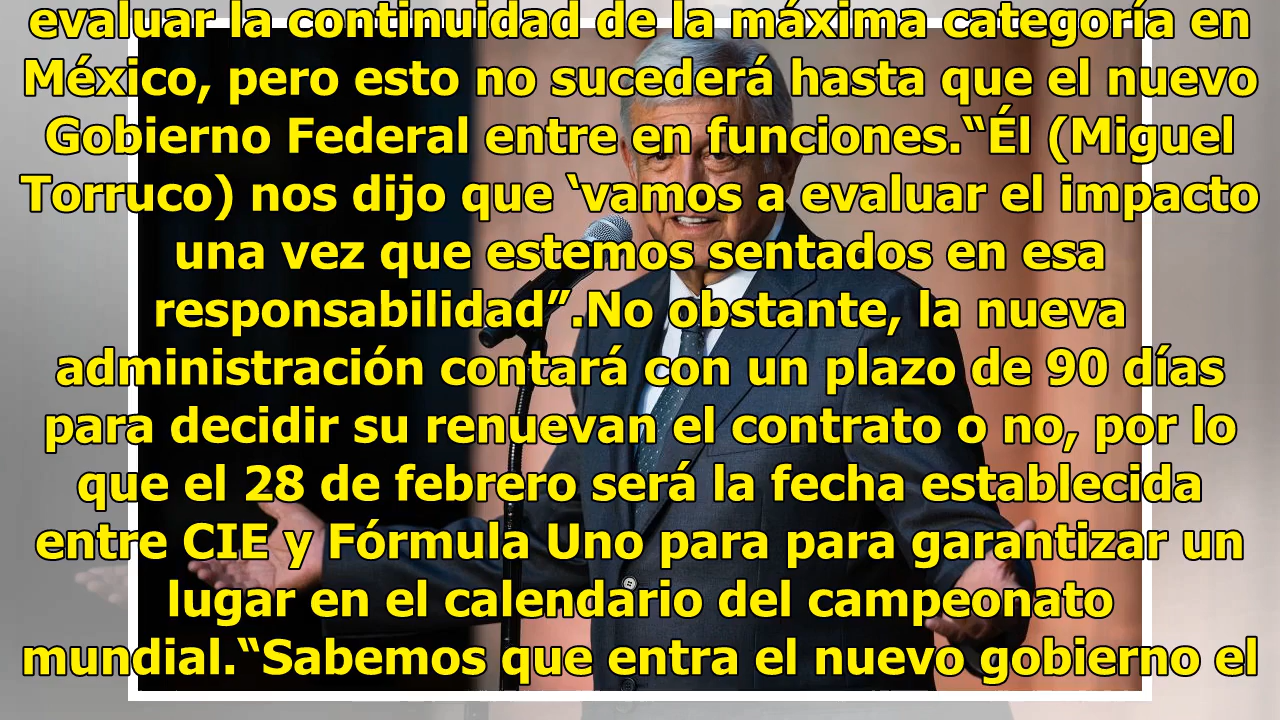 evaluar la continuidad de la máxima categoría en
México, pero esto no sucederá hasta que el nuevo
Gobierno Federal entre en funciones.“Él (Miguel
Torruco) nos dijo que ‘vamos a evaluar el impacto
una vez que estemos sentados en esa
responsabilidad”.No obstante, la nueva
administración contará con un plazo de 90 días
para decidir su renuevan el contrato o no, por lo
que el 28 de febrero será la fecha establecida
entre CIE y Fórmula Uno para para garantizar un
lugar en el calendario del campeonato
mundial.“Sabemos que entra el nuevo gobierno el